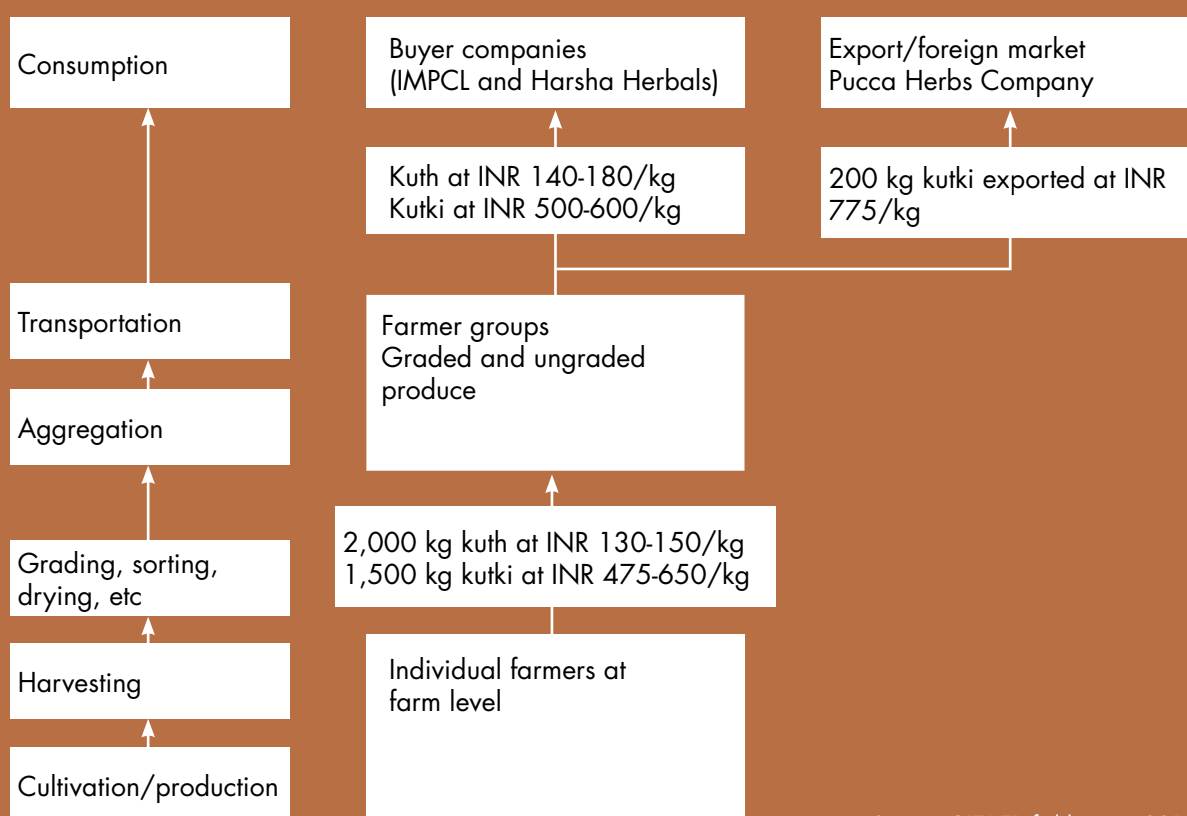 Consumption
Buyer companies
(IMPCL and Harsha Herbals)
Export/foreign market
Pucca Herbs Company
Kuth at INR 140-180/kg
Kutki at INR 500-600/kg
200 kg kutki exported at INR
775/kg
Transportation
Farmer groups
Graded and ungraded
produce
Aggregation
2,000 kg kuth at INR 130-150/kg
1,500 kg kutki at INR 475-650/kg
Grading, sorting,
drying, etc
Individual farmers at
farm level
Harvesting
Cultivation/production